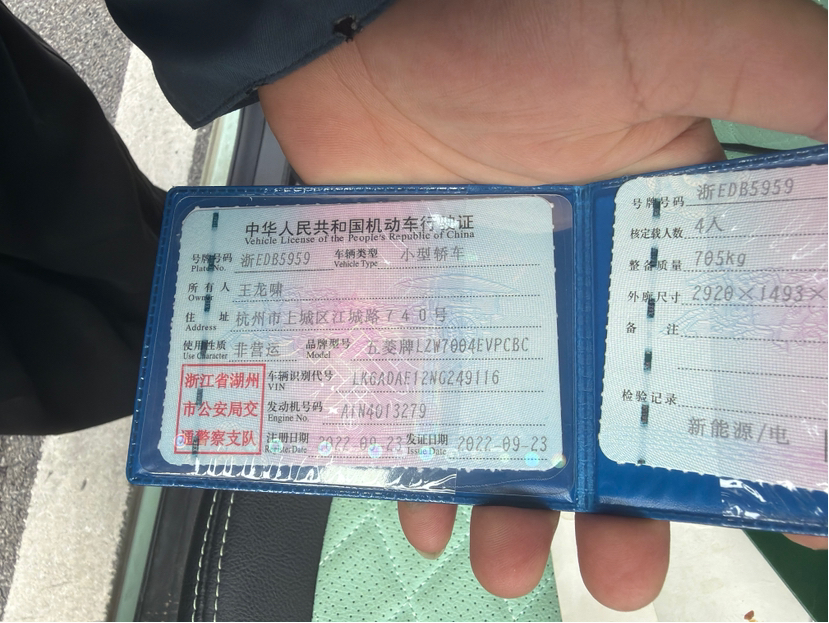 中华人民共和国机动车行驶证
Vehicle License of the People's Republic of China
号牌号码 浙EDB5959 车辆类型 小型轿车
Plate No. Vehicle Type
所有人 王龙啸
Owner
住址 杭州市上城区江城路740号
Address
使用性质 非营运 品牌型号 五菱牌LZW7004EVPCBC
Use Character Model
浙江省湖州
市公安局交
通警察支队
车辆识别代号 LK6ADAE12NG249116
VIN
发动机号码 A1N4013279
Engine No.
注册日期 2022-09-23 发证日期 2022-09-23
Register Date Issue Date
号牌号码 浙EDB5959
核定载人数 4人
整备质量 705kg
外廓尺寸 2920×1493×
备注
检验记录
新能源/电